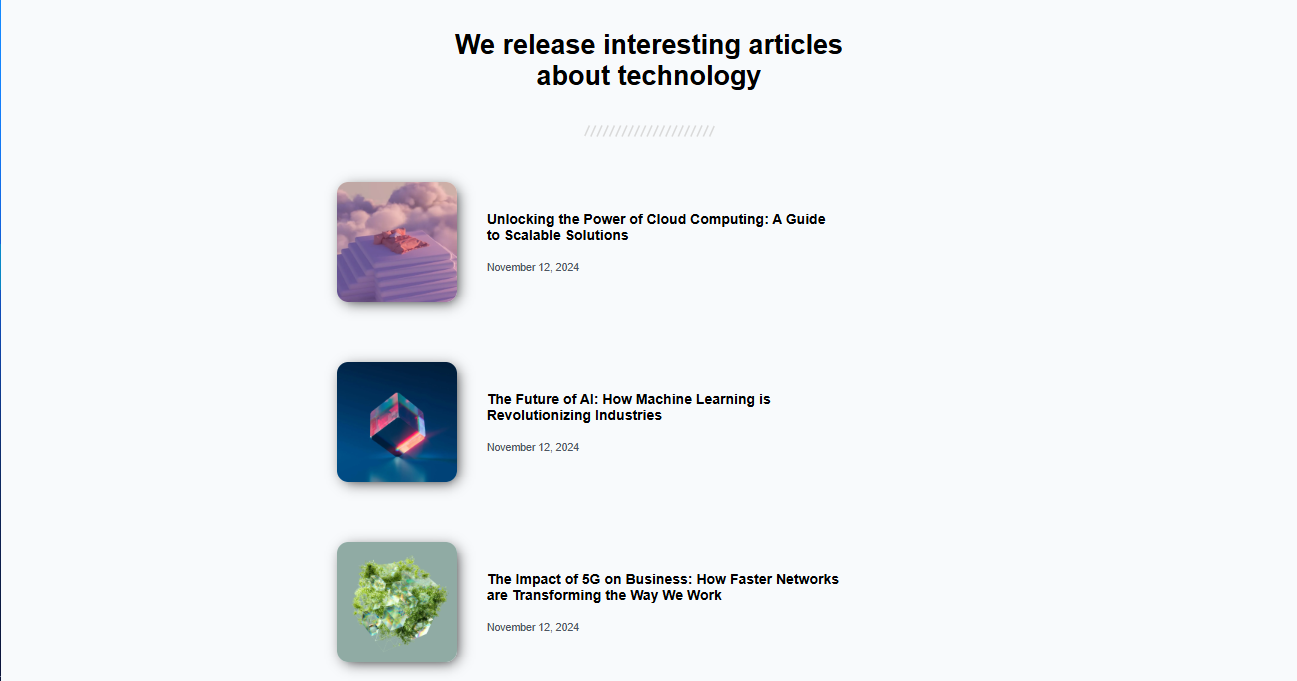 We release interesting articles
about technology
/////////////////////
Unlocking the Power of Cloud Computing: A Guide
to Scalable Solutions
November 12, 2024
The Future of AI: How Machine Learning is
Revolutionizing Industries
November 12, 2024
The Impact of 5G on Business: How Faster Networks
are Transforming the Way We Work
November 12, 2024